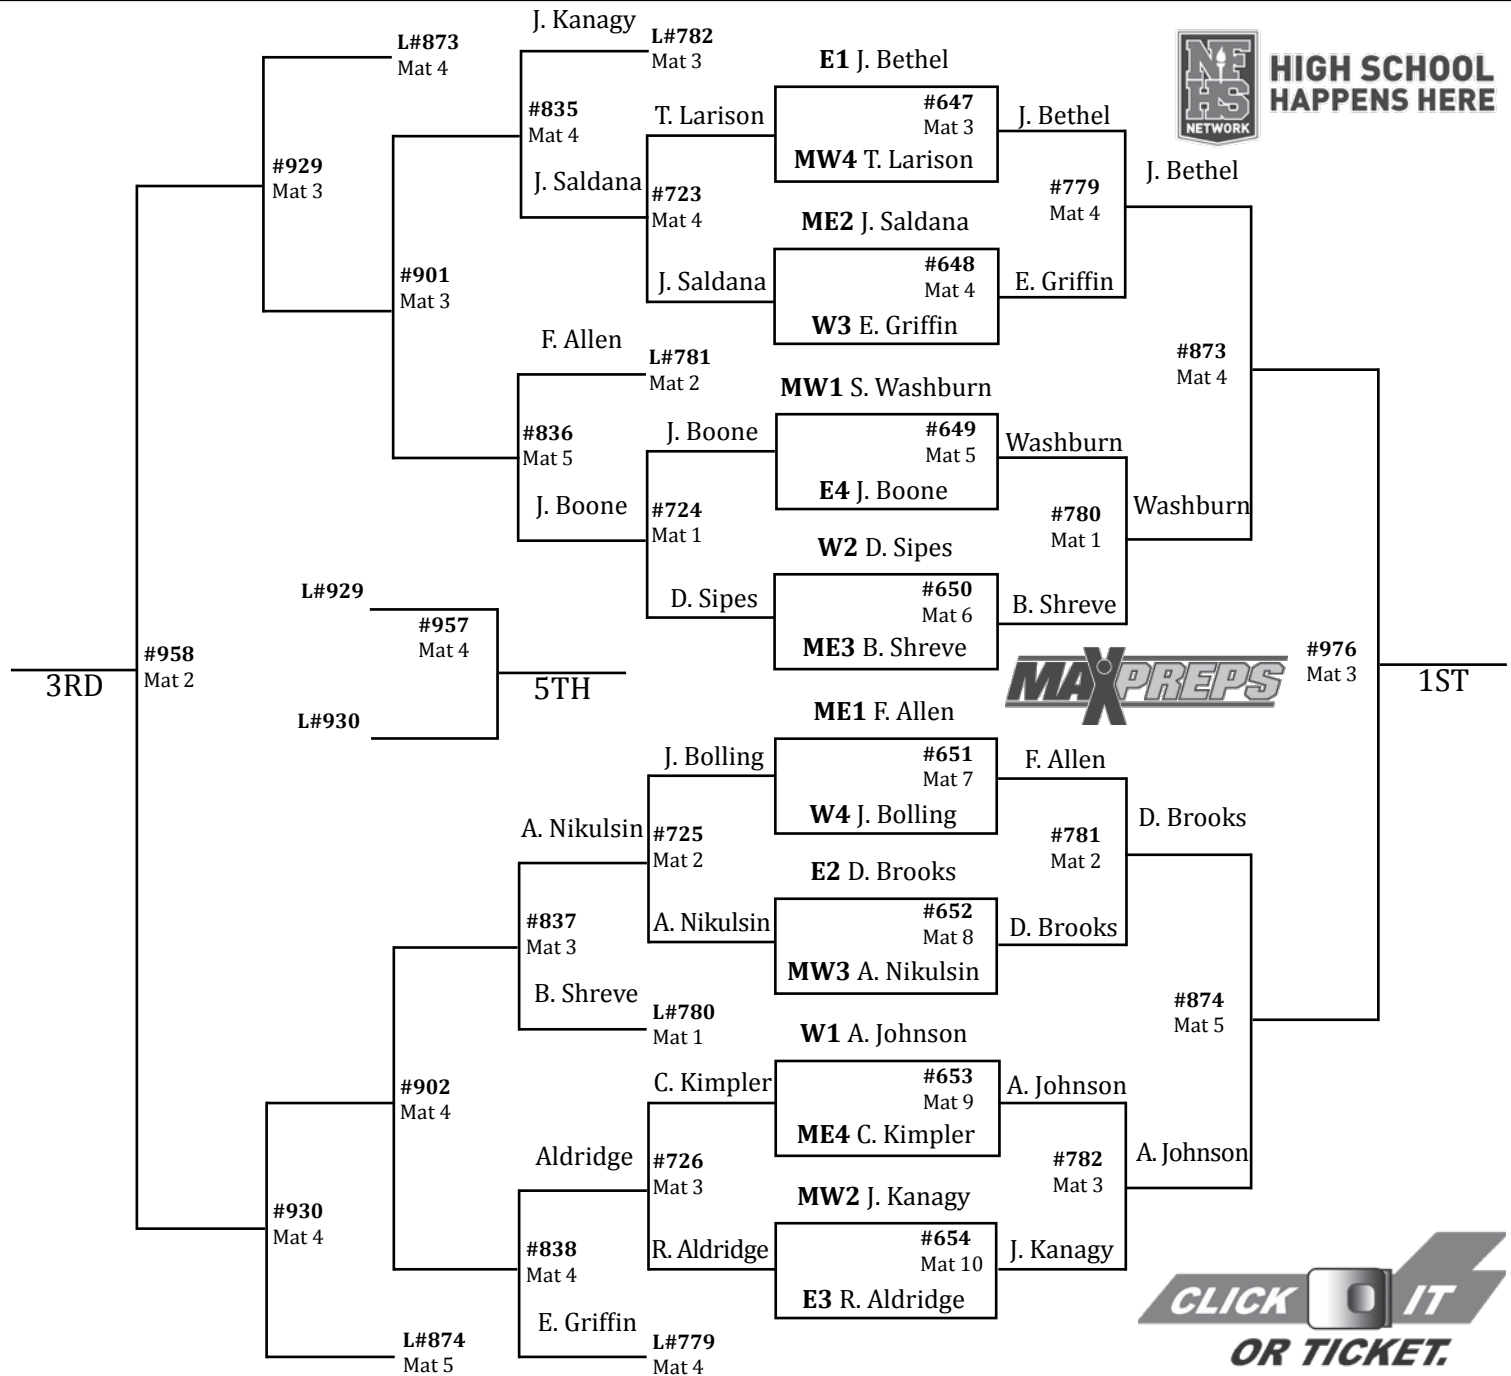 J. Kanagy
L#873
Mat 4
L#782
Mat 3
E1 J. Bethel
NF
HS
NETWORK
HIGH SCHOOL
HAPPENS HERE
#835
Mat 4
T. Larison
#647
Mat 3
J. Bethel
MW4 T. Larison
#929
Mat 3
J. Saldana
#723
Mat 4
#779
Mat 4
J. Bethel
ME2 J. Saldana
#901
Mat 3
J. Saldana
#648
Mat 4
E. Griffin
W3 E. Griffin
F. Allen
L#781
Mat 2
#873
Mat 4
MW1 S. Washburn
#836
Mat 5
J. Boone
#649
Mat 5
Washburn
E4 J. Boone
J. Boone
#724
Mat 1
#780
Mat 1
Washburn
W2 D. Sipes
L#929
D. Sipes
#650
Mat 6
B. Shreve
ME3 B. Shreve
#957
Mat 4
#958
Mat 2
3RD
5TH
MAXPREPS
#976
Mat 3
1ST
L#930
ME1 F. Allen
J. Bolling
#651
Mat 7
F. Allen
W4 J. Bolling
A. Nikulsin
#725
Mat 2
#781
Mat 2
D. Brooks
E2 D. Brooks
#837
Mat 3
A. Nikulsin
#652
Mat 8
D. Brooks
MW3 A. Nikulsin
B. Shreve
L#780
Mat 1
#874
Mat 5
W1 A. Johnson
#902
Mat 4
C. Kimpler
#653
Mat 9
A. Johnson
ME4 C. Kimpler
Aldridge
#726
Mat 3
#782
Mat 3
A. Johnson
MW2 J. Kanagy
#930
Mat 4
#838
Mat 4
R. Aldridge
#654
Mat 10
J. Kanagy
E3 R. Aldridge
E. Griffin
L#874
Mat 5
L#779
Mat 4
CLICK IT
OR TICKET.